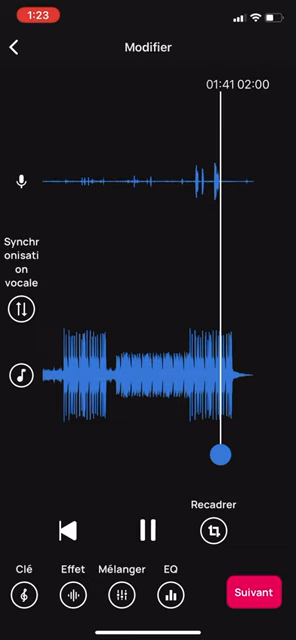 1:23
Modifier
01:41 02:00
Synchr
onisati
on
vocale
Recadrer
Clé Effet Mélanger EQ
Suivant